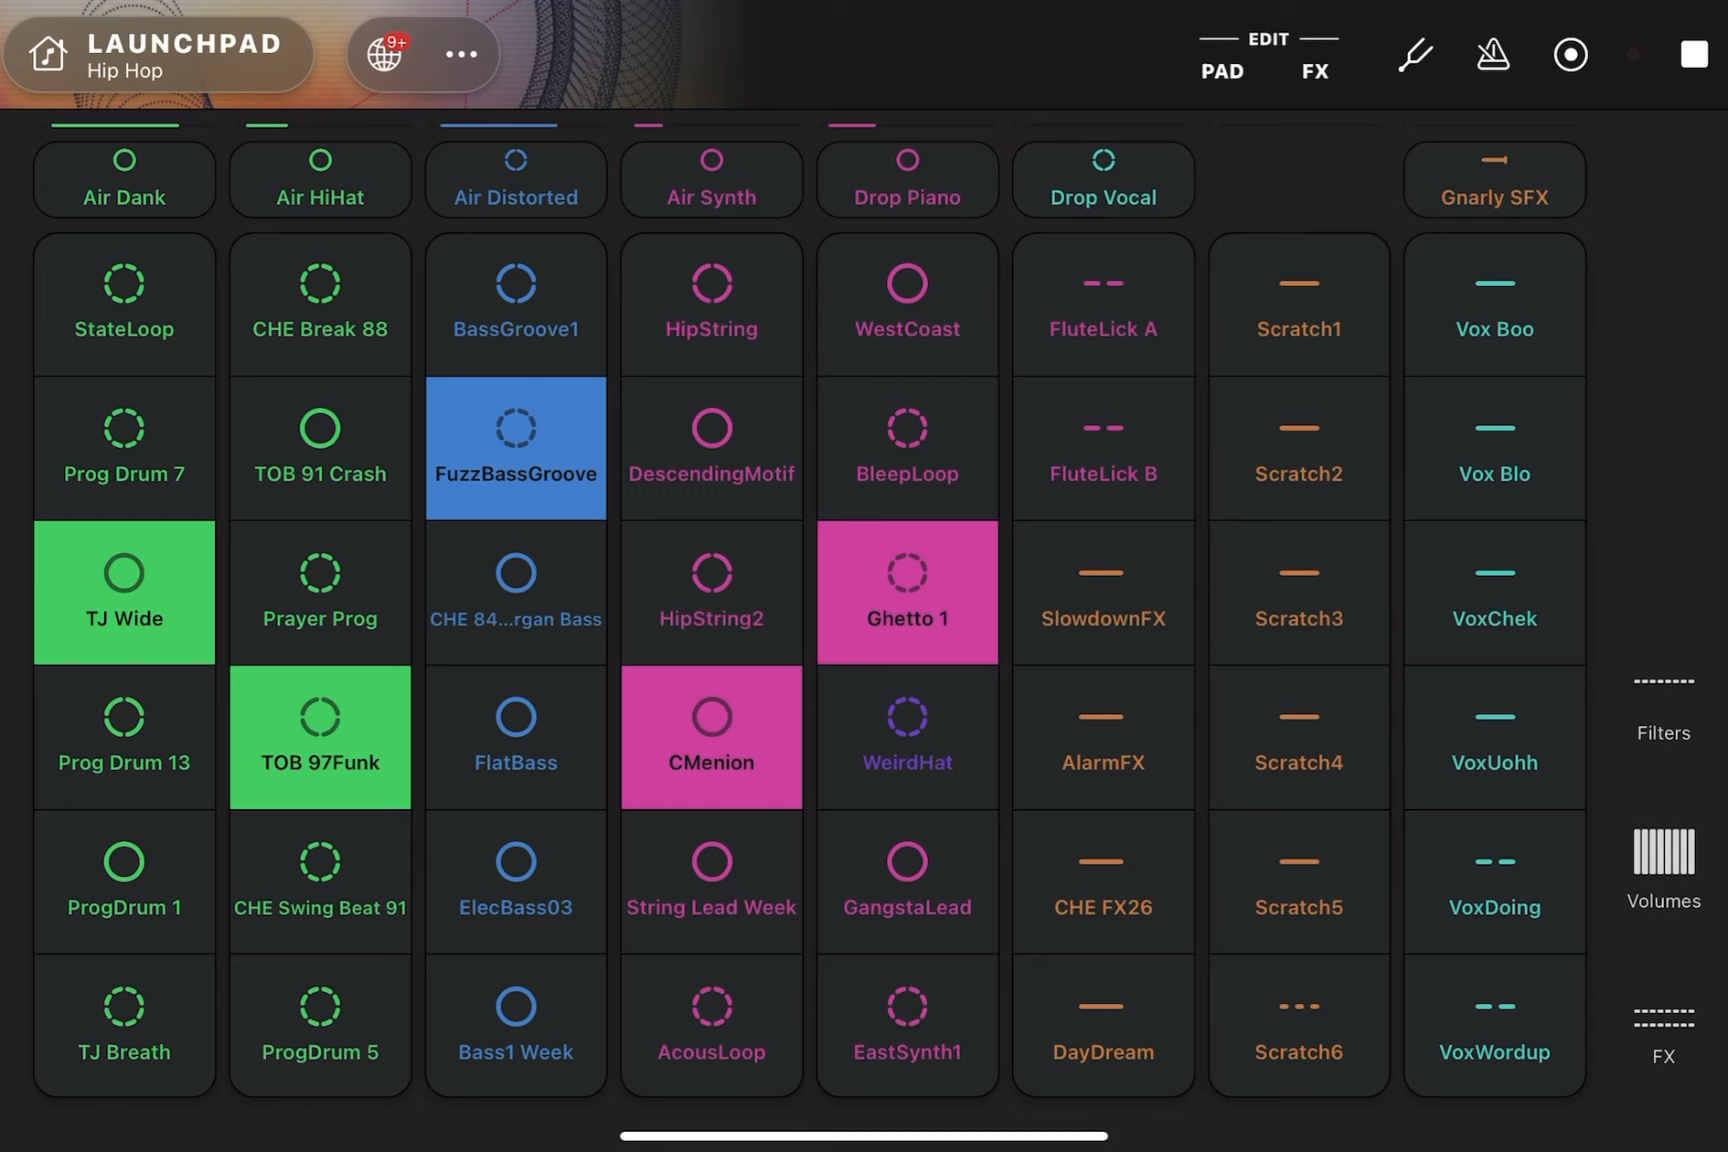 LAUNCHPAD
Hip Hop
9+
EDIT
PAD FX
Air Dank Air HiHat Air Distorted Air Synth Drop Piano Drop Vocal Gnarly SFX
StateLoop CHE Break 88 BassGroove1 HipString WestCoast FluteLick A Scratch1 Vox Boo
Prog Drum 7 TOB 91 Crash FuzzBassGroove DescendingMotif BleepLoop FluteLick B Scratch2 Vox Blo
TJ Wide Prayer Prog CHE 84...rgan Bass HipString2 Ghetto 1 SlowdownFX Scratch3 VoxChek
Filters
Prog Drum 13 TOB 97Funk FlatBass CMenion WeirdHat AlarmFX Scratch4 VoxUohh
Volumes
ProgDrum 1 CHE Swing Beat 91 ElecBass03 String Lead Week GangstaLead CHE FX26 Scratch5 VoxDoing
TJ Breath ProgDrum 5 Bass1 Week AcousLoop EastSynth1 DayDream Scratch6 VoxWordup
FX